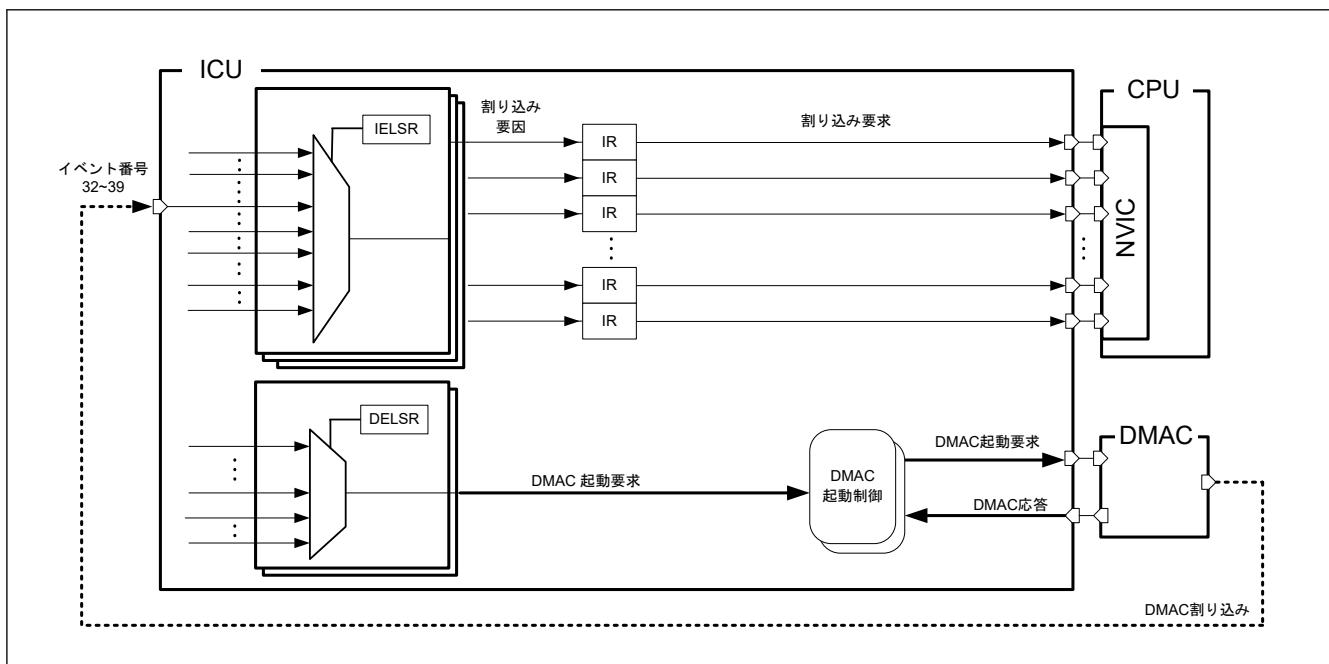 ICU
CPU
IELSR
割り込み
要因
割り込み要求
イベント番号
32~39
IR
IR
IR
IR
IR
NVIC
DELSR
DMAC 起動要求
DMAC
起動制御
DMAC起動要求
DMAC応答
DMAC
DMAC割り込み